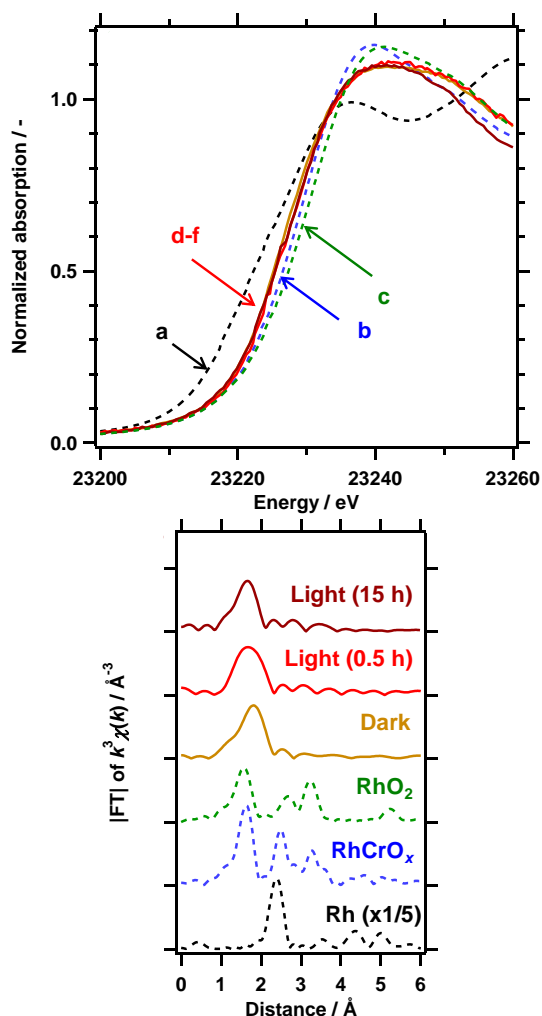 Normalized absorption / -
1.0
0.5
0.0
d-f
a
c
b
23200 23220 23240 23260
Energy / eV
|FT| of k³χ(k) / Å⁻³
Light (15 h)
Light (0.5 h)
Dark
RhO₂
RhCrOₓ
Rh (x1/5)
0 1 2 3 4 5 6
Distance / Å